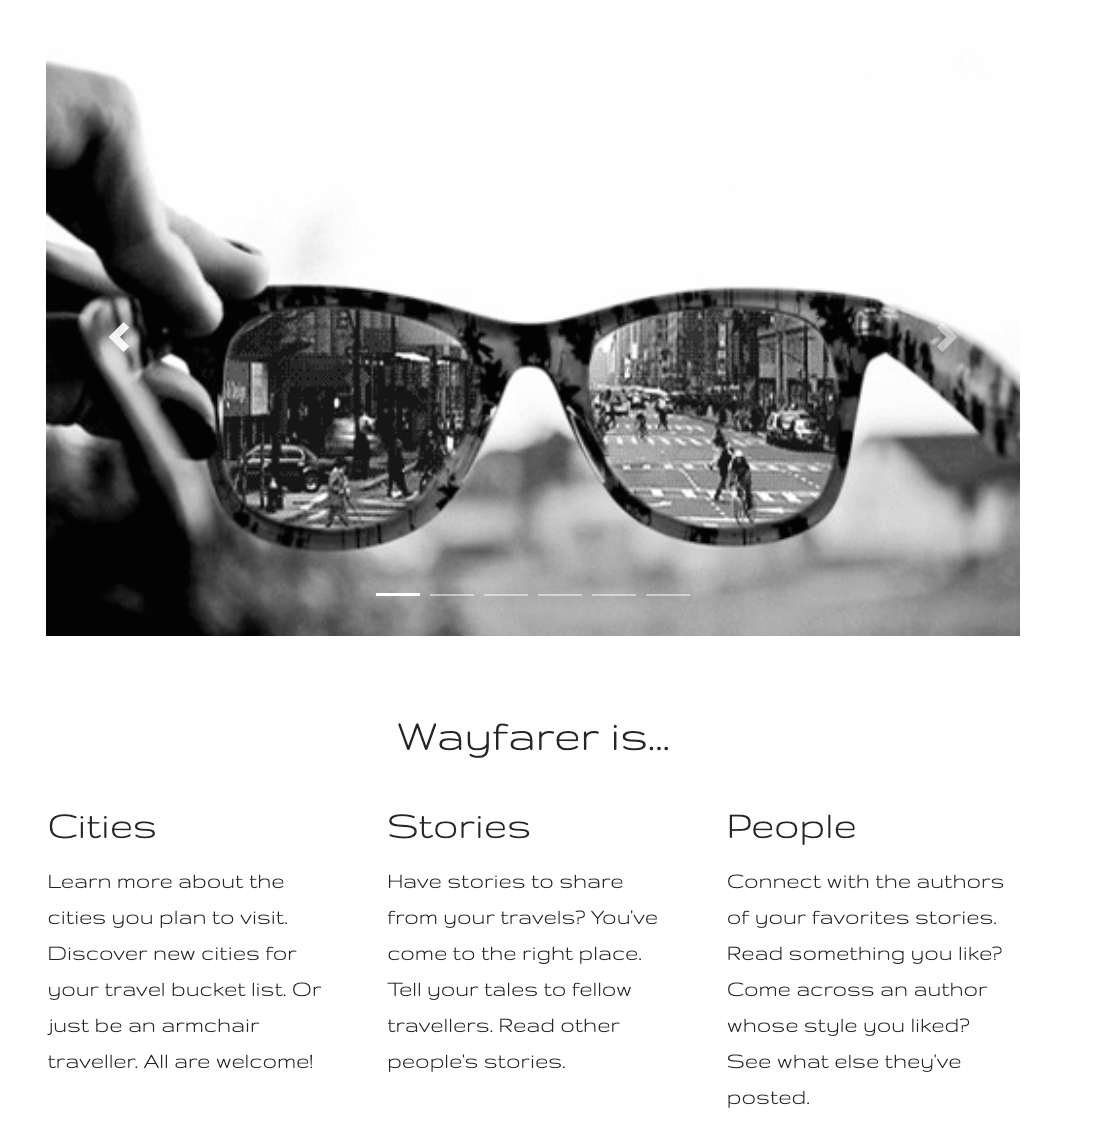 Wayfarer is...
Cities
Learn more about the
cities you plan to visit.
Discover new cities for
your travel bucket list. Or
just be an armchair
traveller. All are welcome!
Stories
Have stories to share
from your travels? You've
come to the right place.
Tell your tales to fellow
travellers. Read other
people's stories.
People
Connect with the authors
of your favorites stories.
Read something you like?
Come across an author
whose style you liked?
See what else they've
posted.